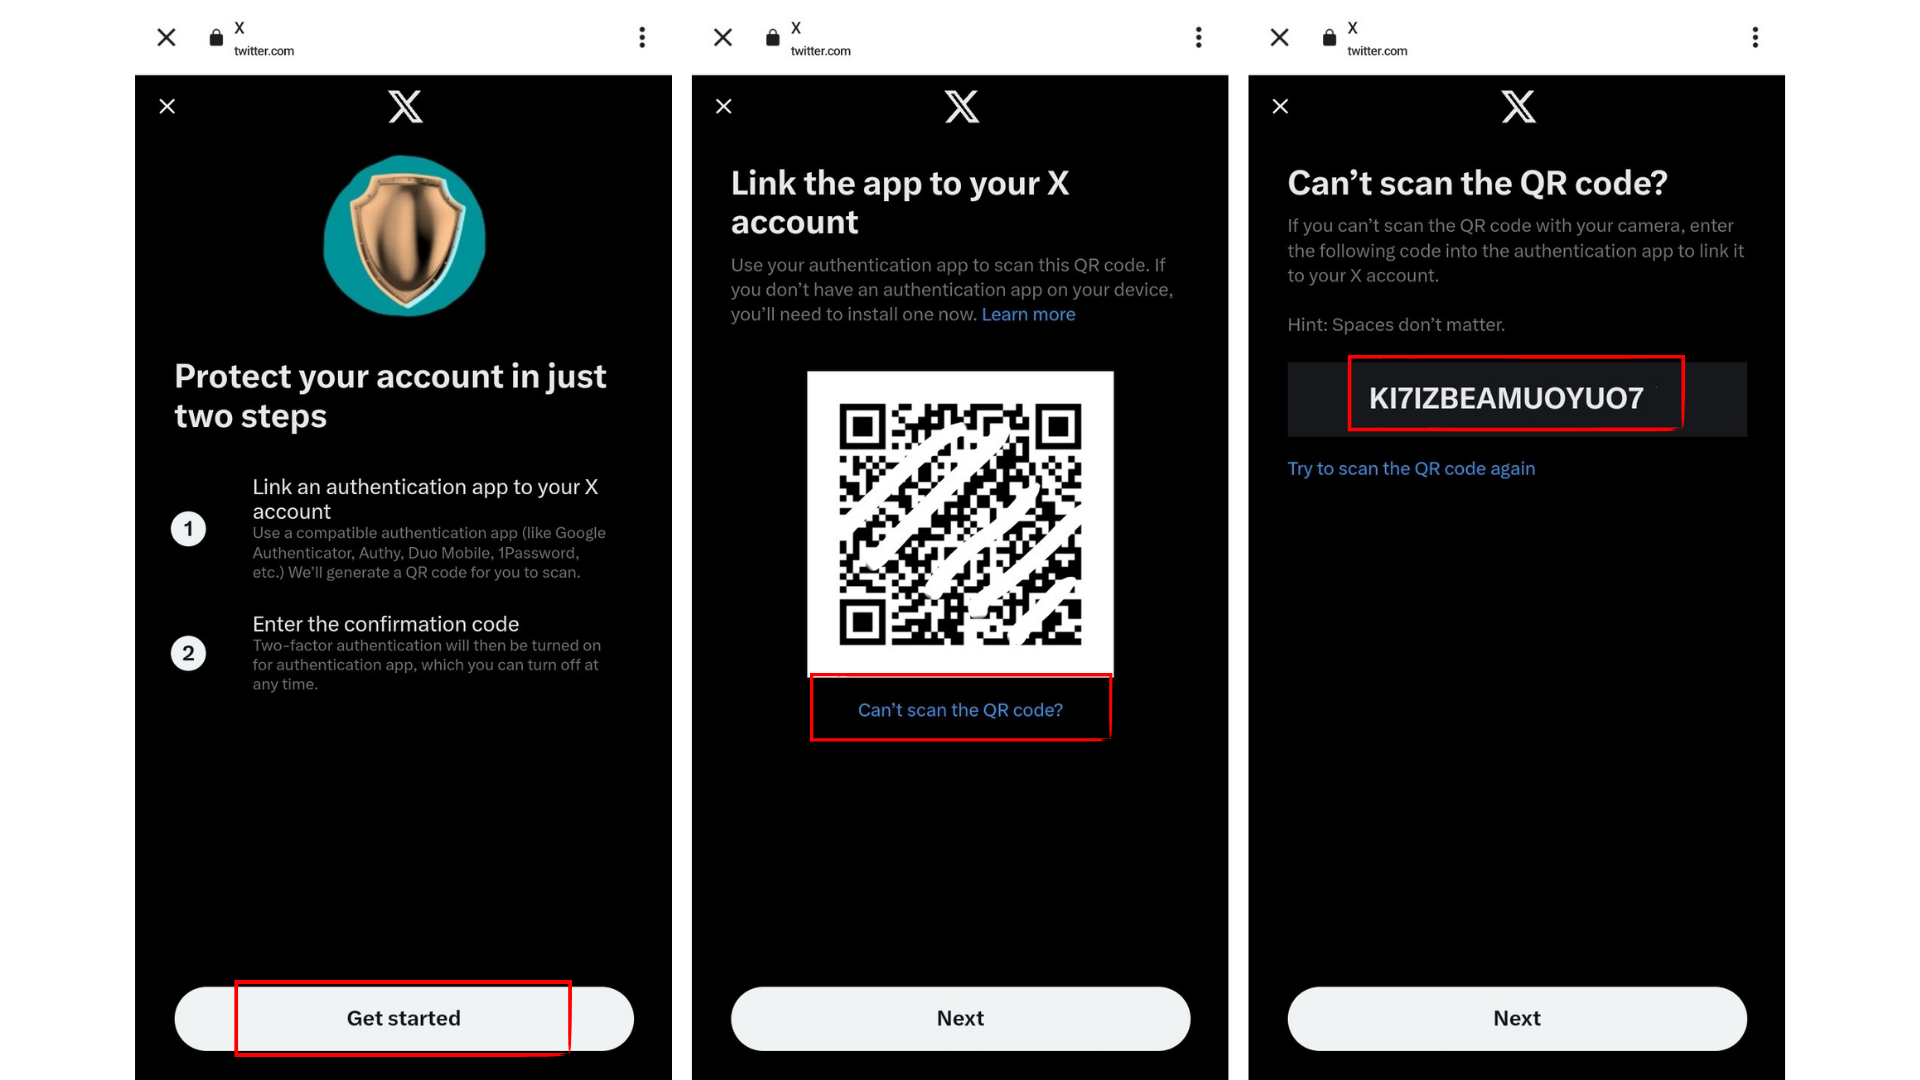 X
twitter.com
X
Protect your account in just
two steps
1
Link an authentication app to your X
account
Use a compatible authentication app (like Google
Authenticator, Authy, Duo Mobile, 1Password,
etc.) We’ll generate a QR code for you to scan.
2
Enter the confirmation code
Two-factor authentication will then be turned on
for authentication app, which you can turn off at
any time.
Get started
X
twitter.com
X
Link the app to your X
account
Use your authentication app to scan this QR code. If
you don’t have an authentication app on your device,
you’ll need to install one now. Learn more
Can’t scan the QR code?
Next
X
twitter.com
X
Can’t scan the QR code?
If you can’t scan the QR code with your camera, enter
the following code into the authentication app to link it
to your X account.
Hint: Spaces don’t matter.
KI7IZBEAMUOYUO7
Try to scan the QR code again
Next